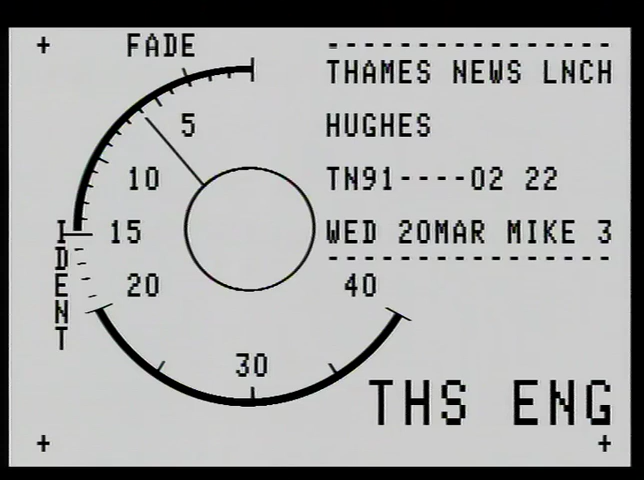 FADE
----------------
THAMES NEWS LNCH
HUGHES
TN91----02 22
WED 20MAR MIKE 3
----------------
5
10
15
20
30
40
IDENT
THS ENG